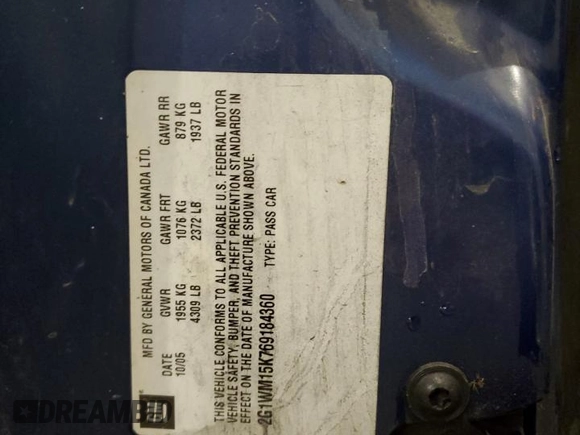 MFD BY GENERAL MOTORS OF CANADA LTD.
DATE GVWR GAWR FRT GAWR RR
10/05 1955 KG 1076 KG 879 KG
4309 LB 2372 LB 1937 LB
THIS VEHICLE CONFORMS TO ALL APPLICABLE U.S. FEDERAL MOTOR
VEHICLE SAFETY, BUMPER, AND THEFT PREVENTION STANDARDS IN
EFFECT ON THE DATE OF MANUFACTURE SHOWN ABOVE.
2G1WM15K769184360 TYPE: PASS CAR
GM
DREAMBID